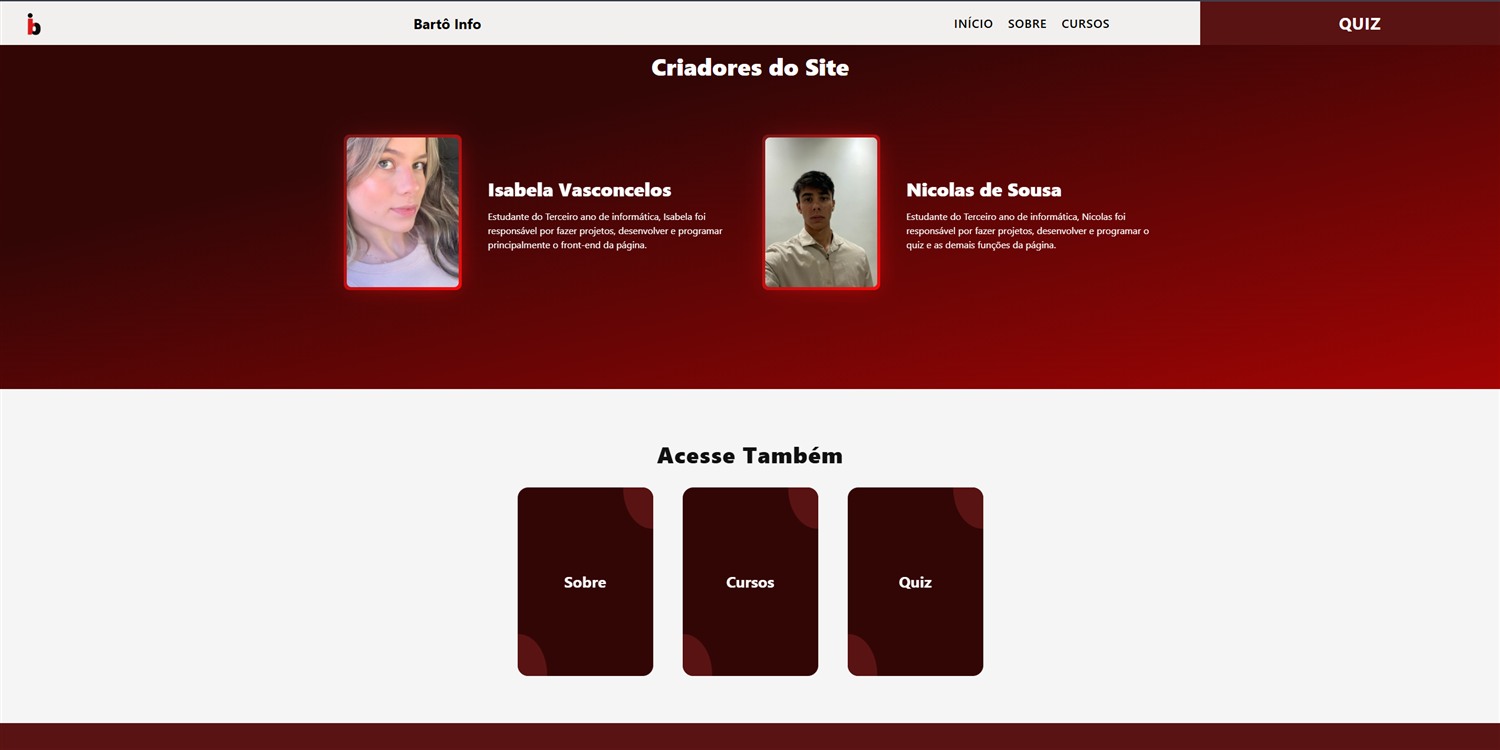 ib
Bartô Info
INÍCIO SOBRE CURSOS
QUIZ
Criadores do Site
Isabela Vasconcelos
Estudante do Terceiro ano de informática, Isabela foi
responsável por fazer projetos, desenvolver e programar
principalmente o front-end da página.
Nicolas de Sousa
Estudante do Terceiro ano de informática, Nicolas foi
responsável por fazer projetos, desenvolver e programar o
quiz e as demais funções da página.
Acesse Também
Sobre
Cursos
Quiz